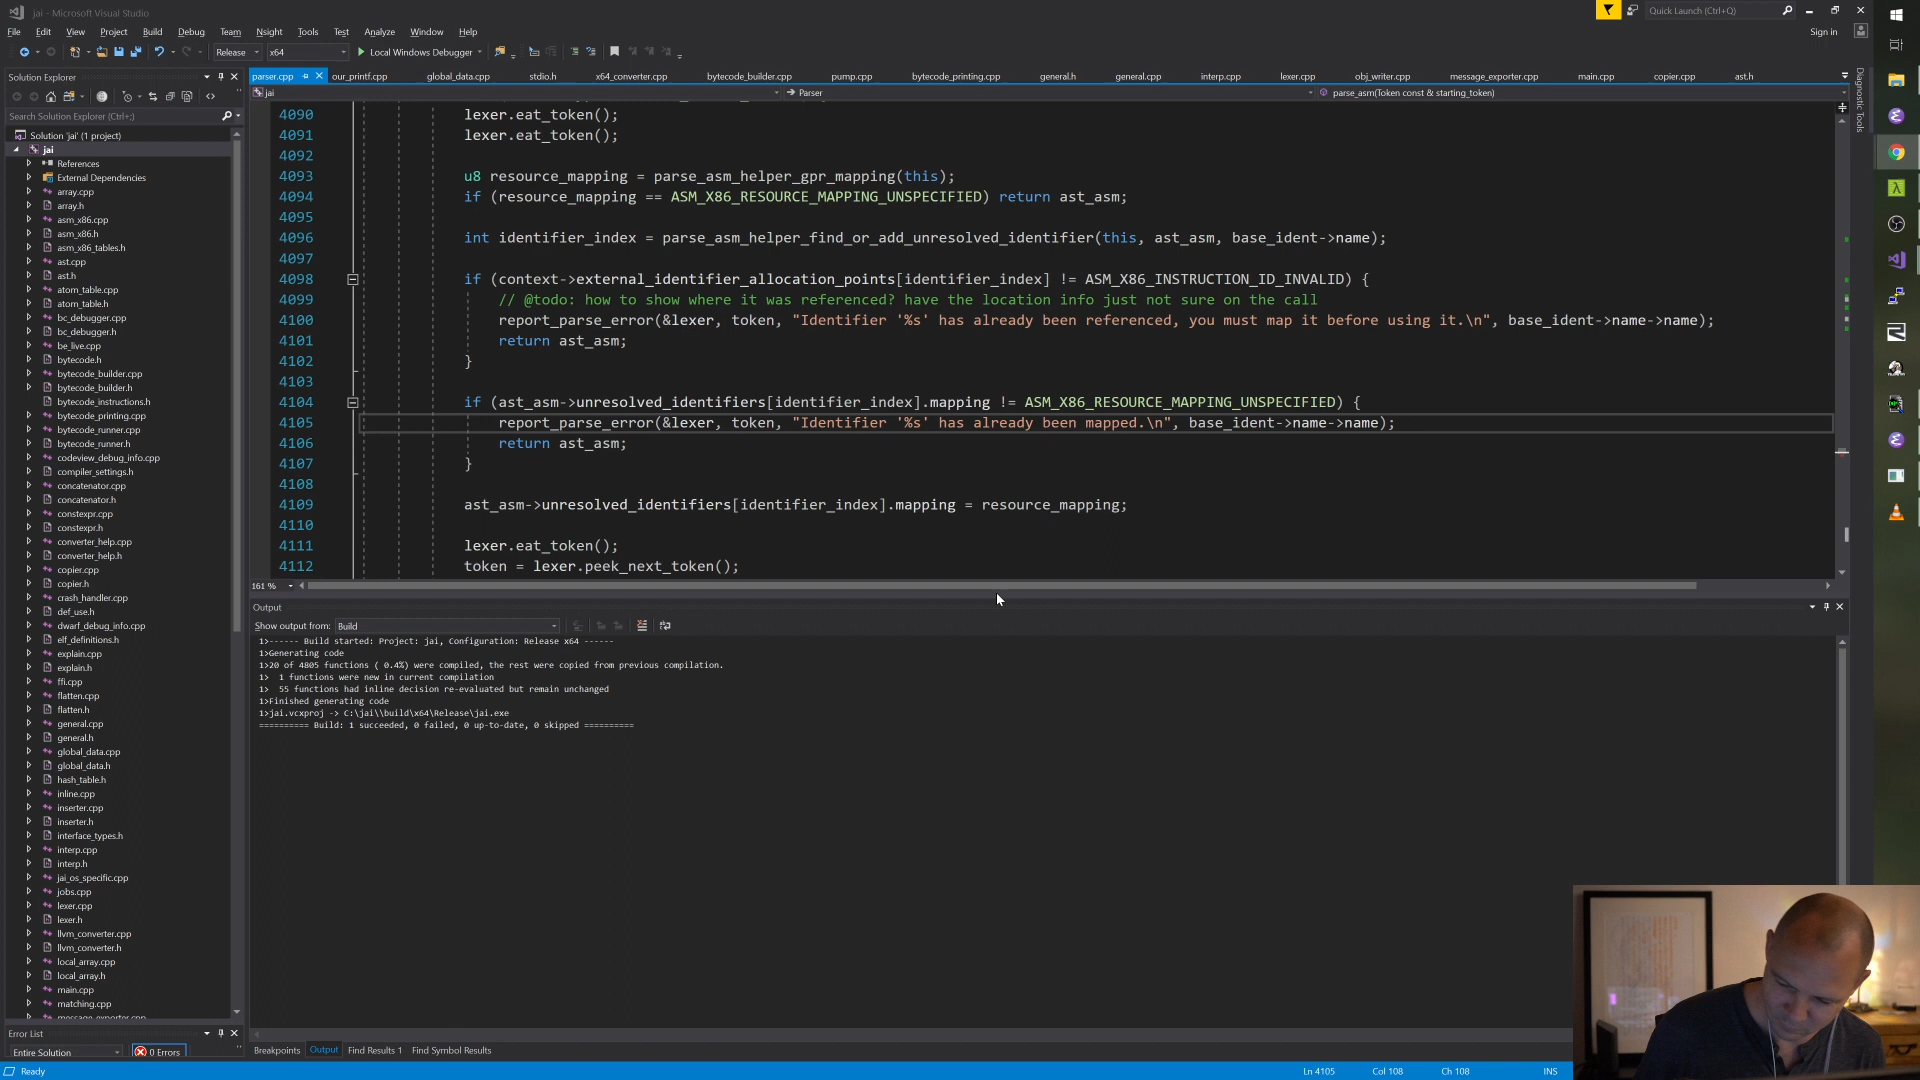 jai - Microsoft Visual Studio
Quick Launch (Ctrl+Q)
File Edit View Project Build Debug Team Nsight Tools Test Analyze Window Help
Sign in
Release x64 Local Windows Debugger
Solution Explorer
Search Solution Explorer (Ctrl+;)
Solution 'jai' (1 project)
jai
References
External Dependencies
array.cpp
array.h
asm_x86.cpp
asm_x86.h
asm_x86_tables.h
ast.cpp
ast.h
atom_table.cpp
atom_table.h
bc_debugger.cpp
bc_debugger.h
be_live.cpp
bytecode.h
bytecode_builder.cpp
bytecode_builder.h
bytecode_instructions.h
bytecode_printing.cpp
bytecode_runner.cpp
bytecode_runner.h
codeview_debug_info.cpp
compiler_settings.h
concatenator.cpp
concatenator.h
constexpr.cpp
constexpr.h
converter_help.cpp
converter_help.h
copier.cpp
copier.h
crash_handler.cpp
def_use.h
dwarf_debug_info.cpp
elf_definitions.h
explain.cpp
explain.h
ffi.cpp
flatten.cpp
flatten.h
general.cpp
general.h
global_data.cpp
global_data.h
hash_table.h
inline.cpp
inserter.cpp
inserter.h
interface_types.h
interp.cpp
interp.h
jai_os_specific.cpp
jobs.cpp
lexer.cpp
lexer.h
llvm_converter.cpp
llvm_converter.h
local_array.cpp
local_array.h
main.cpp
matching.cpp
message_exporter.cpp
Error List
Entire Solution 0 Errors
parser.cpp our_printf.cpp global_data.cpp stdio.h x64_converter.cpp bytecode_builder.cpp pump.cpp bytecode_printing.cpp general.h general.cpp interp.cpp lexer.cpp obj_writer.cpp message_exporter.cpp main.cpp copier.cpp ast.h
jai Parser parse_asm(Token const & starting_token)
Diagnostic Tools
4090 lexer.eat_token();
4091 lexer.eat_token();
4092
4093 u8 resource_mapping = parse_asm_helper_gpr_mapping(this);
4094 if (resource_mapping == ASM_X86_RESOURCE_MAPPING_UNSPECIFIED) return ast_asm;
4095
4096 int identifier_index = parse_asm_helper_find_or_add_unresolved_identifier(this, ast_asm, base_ident->name);
4097
4098 if (context->external_identifier_allocation_points[identifier_index] != ASM_X86_INSTRUCTION_ID_INVALID) {
4099 // @todo: how to show where it was referenced? have the location info just not sure on the call
4100 report_parse_error(&lexer, token, "Identifier '%s' has already been referenced, you must map it before using it.\n", base_ident->name->name);
4101 return ast_asm;
4102 }
4103
4104 if (ast_asm->unresolved_identifiers[identifier_index].mapping != ASM_X86_RESOURCE_MAPPING_UNSPECIFIED) {
4105 report_parse_error(&lexer, token, "Identifier '%s' has already been mapped.\n", base_ident->name->name);
4106 return ast_asm;
4107 }
4108
4109 ast_asm->unresolved_identifiers[identifier_index].mapping = resource_mapping;
4110
4111 lexer.eat_token();
4112 token = lexer.peek_next_token();
161 %
Output
Show output from: Build
1>------ Build started: Project: jai, Configuration: Release x64 ------
1>Generating code
1>20 of 4805 functions ( 0.4%) were compiled, the rest were copied from previous compilation.
1> 1 functions were new in current compilation
1> 55 functions had inline decision re-evaluated but remain unchanged
1>Finished generating code
1>jai.vcxproj -> C:\jai\\build\x64\Release\jai.exe
========== Build: 1 succeeded, 0 failed, 0 up-to-date, 0 skipped ==========
Breakpoints Output Find Results 1 Find Symbol Results
Ready Ln 4105 Col 108 Ch 108 INS